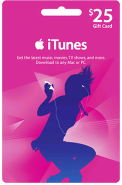 $25
Gift Card
iTunes
Get the latest music, movies, TV shows, and more.
Download to any Mac or PC.